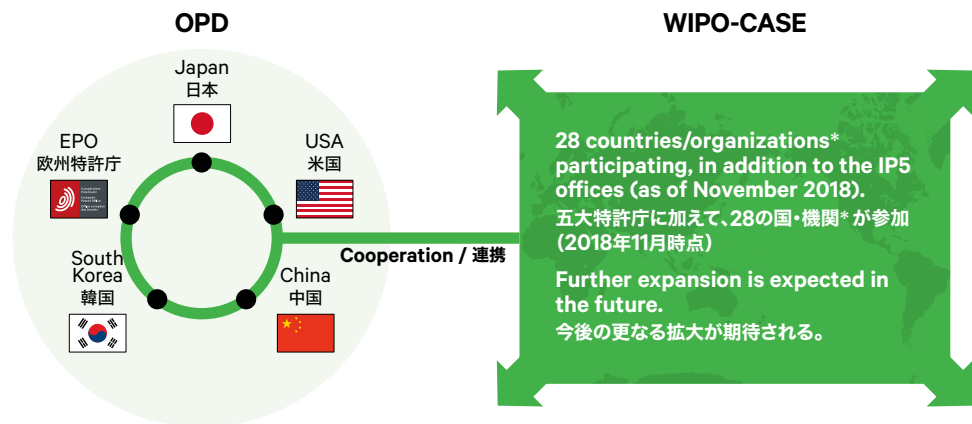 OPD
Japan
日本
EPO
欧州特許庁
USA
米国
South
Korea
韓国
China
中国
Cooperation / 連携
WIPO-CASE
28 countries/organizations*
participating, in addition to the IP5
offices (as of November 2018).
五大特許庁に加えて、28の国・機関* が参加
（2018年11月時点）
Further expansion is expected in
the future.
今後の更なる拡大が期待される。